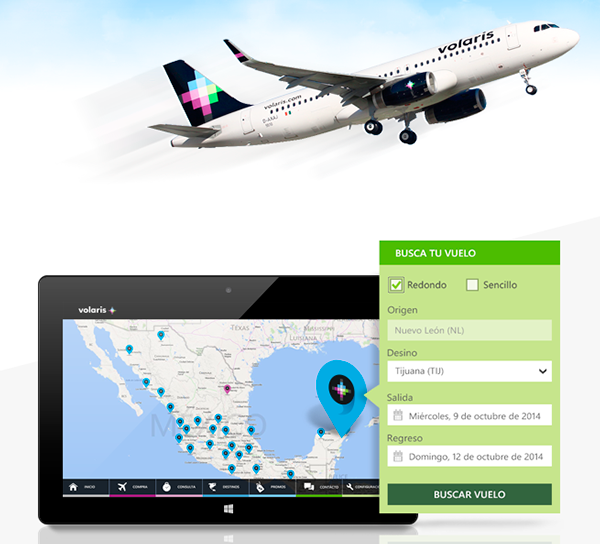 volaris
volaris.com
BUSCA TU VUELO
Redondo
Sencillo
Origen
Nuevo León (NL)
Desino
Tijuana (TIJ)
Salida
Miércoles, 9 de octubre de 2014
Regreso
Domingo, 12 de octubre de 2014
BUSCAR VUELO
volaris
TEXAS
LUISIANA
MÉXICO
INICIO
COMPRA
CONSULTA
DESTINOS
PROMOS
CONTACTO